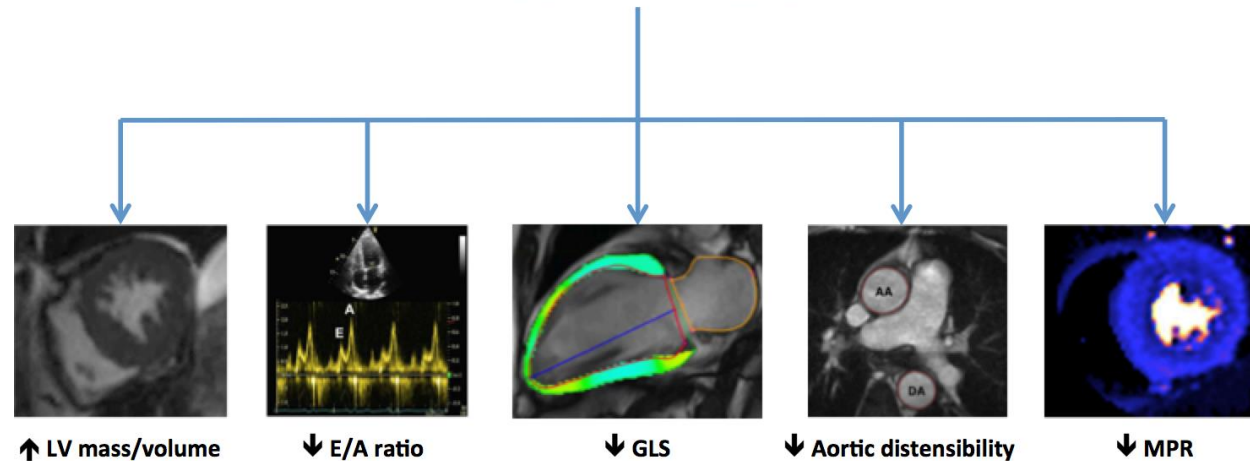 A
E
AA
DA
↑ LV mass/volume
↓ E/A ratio
↓ GLS
↓ Aortic distensibility
↓ MPR